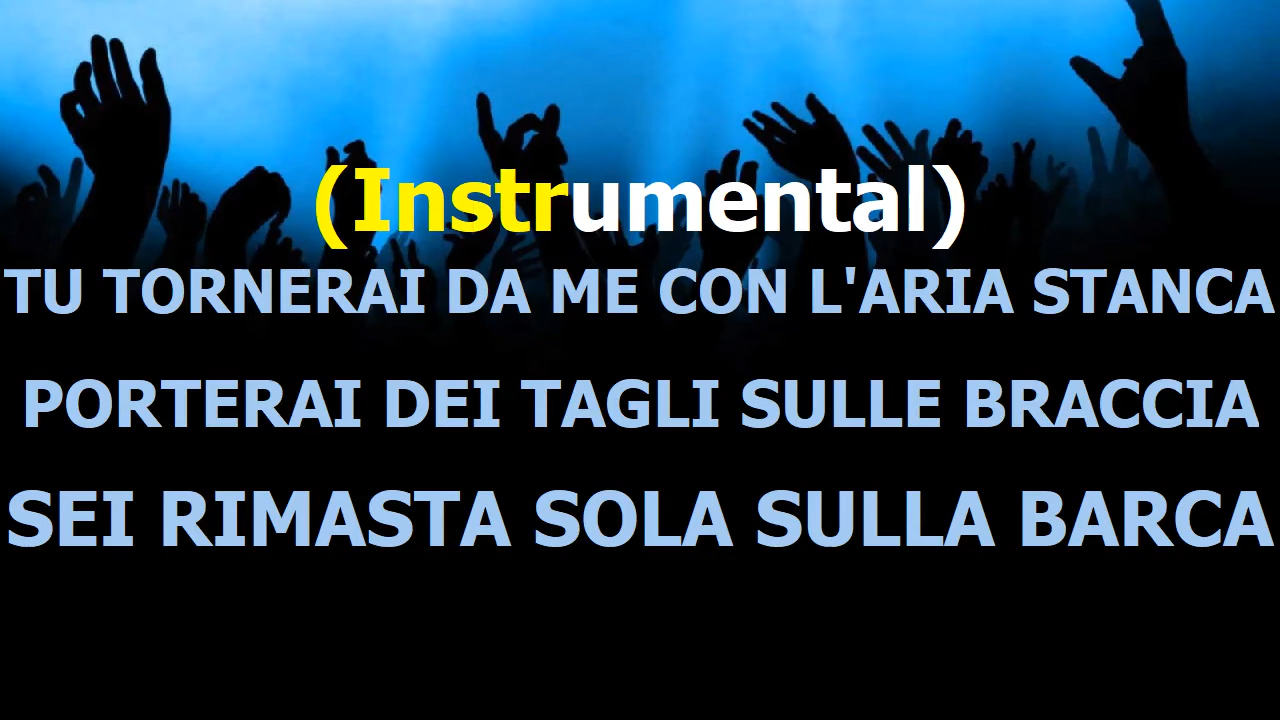 (Instrumental)
TU TORNERAI DA ME CON L'ARIA STANCA
PORTERAI DEI TAGLI SULLE BRACCIA
SEI RIMASTA SOLA SULLA BARCA